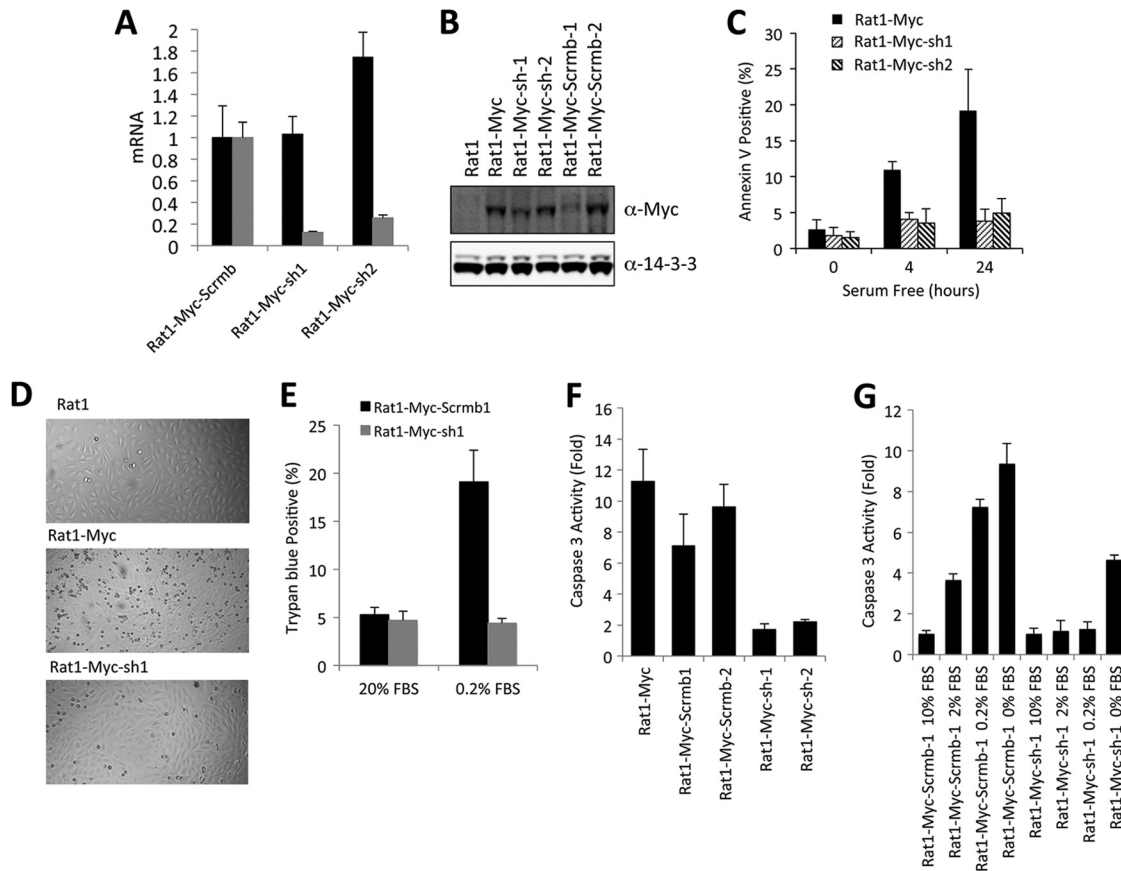 A
mRNA
2
1.8
1.6
1.4
1.2
1
0.8
0.6
0.4
0.2
0
Rat1-Myc-Scrmb
Rat1-Myc-sh1
Rat1-Myc-sh2
B
Rat1
Rat1-Myc
Rat1-Myc-sh-1
Rat1-Myc-sh-2
Rat1-Myc-Scrmb-1
Rat1-Myc-Scrmb-2
α-Myc
α-14-3-3
C
Rat1-Myc
Rat1-Myc-sh1
Rat1-Myc-sh2
Annexin V Positive (%)
30
25
20
15
10
5
0
0 4 24
Serum Free (hours)
D
Rat1
Rat1-Myc
Rat1-Myc-sh1
E
Rat1-Myc-Scrmb1
Rat1-Myc-sh1
Trypan blue Positive (%)
25
20
15
10
5
0
20% FBS 0.2% FBS
F
Caspase 3 Activity (Fold)
16
14
12
10
8
6
4
2
0
Rat1-Myc
Rat1-Myc-Scrmb1
Rat1-Myc-Scrmb-2
Rat1-Myc-sh-1
Rat1-Myc-sh-2
G
Caspase 3 Activity (Fold)
12
10
8
6
4
2
0
Rat1-Myc-Scrmb-1 10% FBS
Rat1-Myc-Scrmb-1 2% FBS
Rat1-Myc-Scrmb-1 0.2% FBS
Rat1-Myc-Scrmb-1 0% FBS
Rat1-Myc-sh-1 10% FBS
Rat1-Myc-sh-1 2% FBS
Rat1-Myc-sh-1 0.2% FBS
Rat1-Myc-sh-1 0% FBS